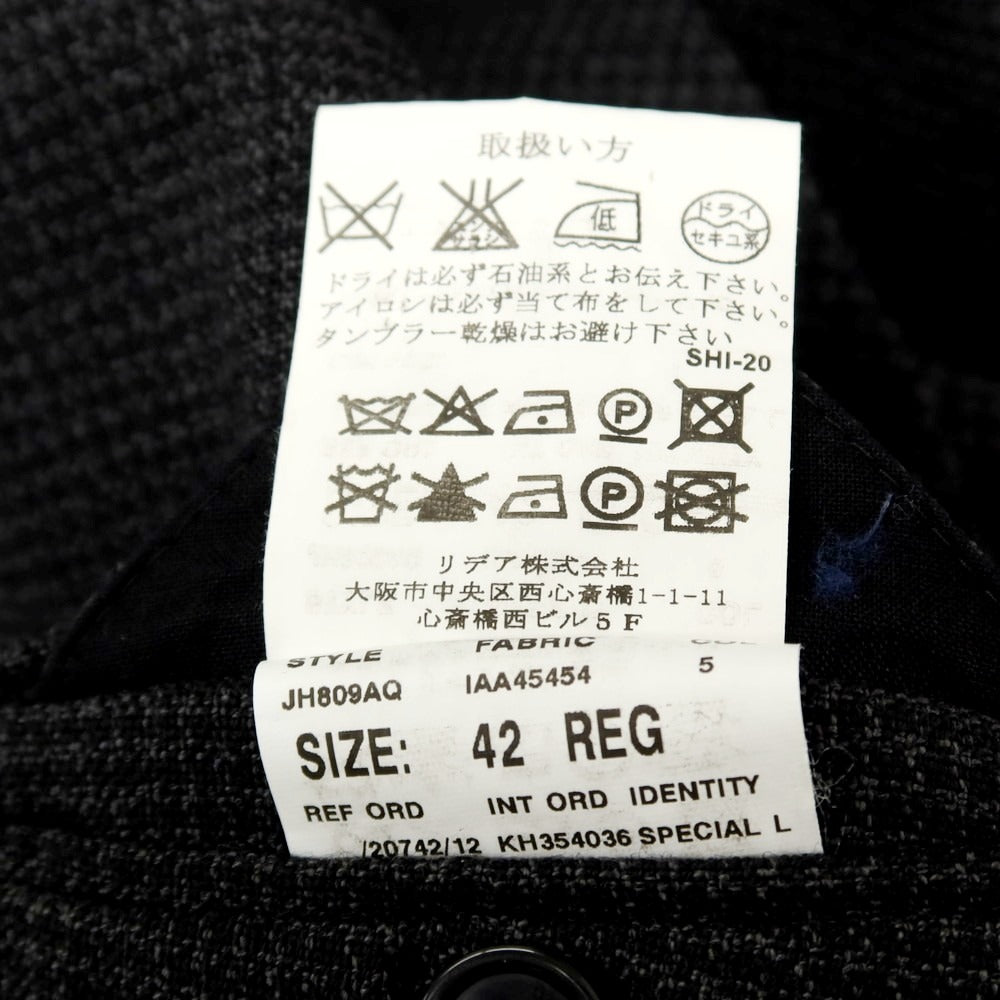 取扱い方
低 ドライ
セキユ系
ドライは必ず石油系とお伝え下さい。
アイロンは必ず当て布をして下さい。
タンブラー乾燥はお避け下さい
SHI-20
P
P
リデア株式会社
大阪市中央区西心斎橋1-1-11
心斎橋西ビル5F
STYLE FABRIC
JH809AQ IAA45454 5
SIZE: 42 REG
REF ORD INT ORD IDENTITY
/20742/12 KH354036 SPECIAL L